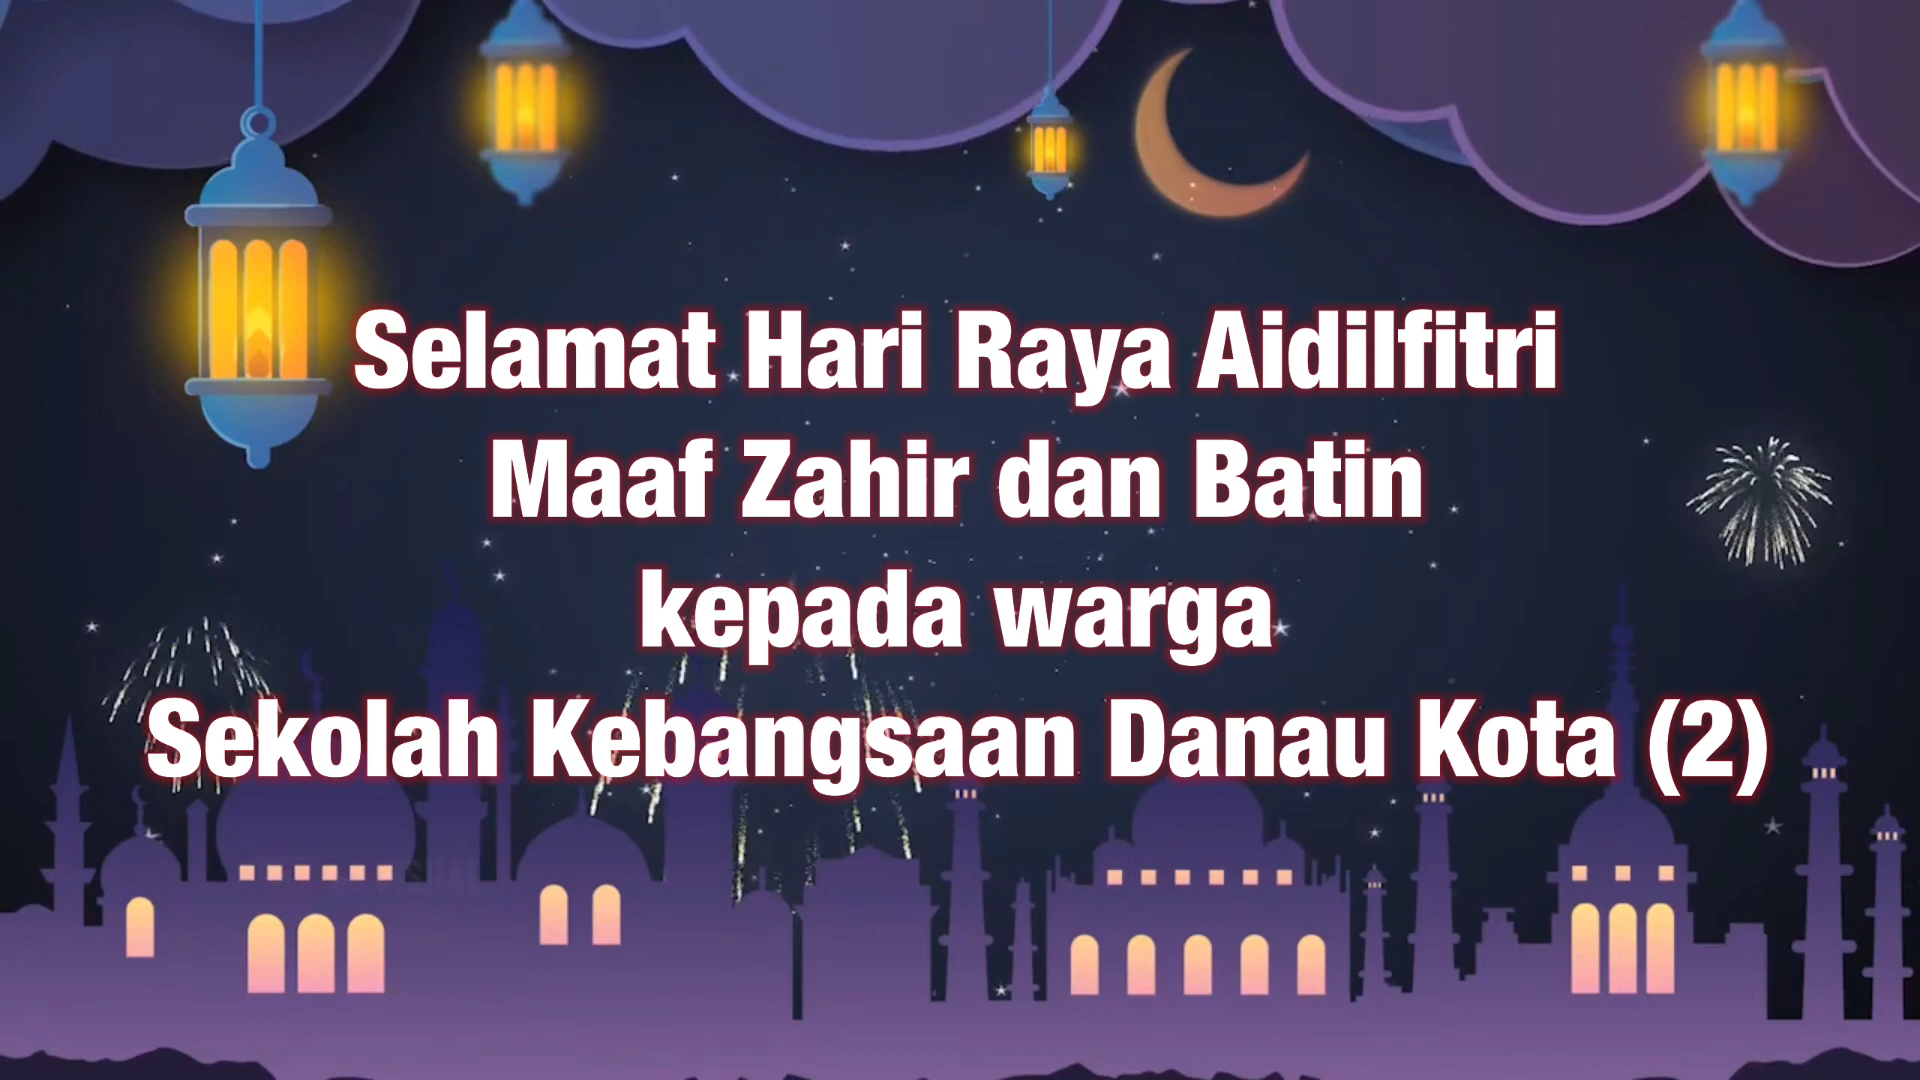 Selamat Hari Raya Aidilfitri
Maaf Zahir dan Batin
kepada warga
Sekolah Kebangsaan Danau Kota (2)